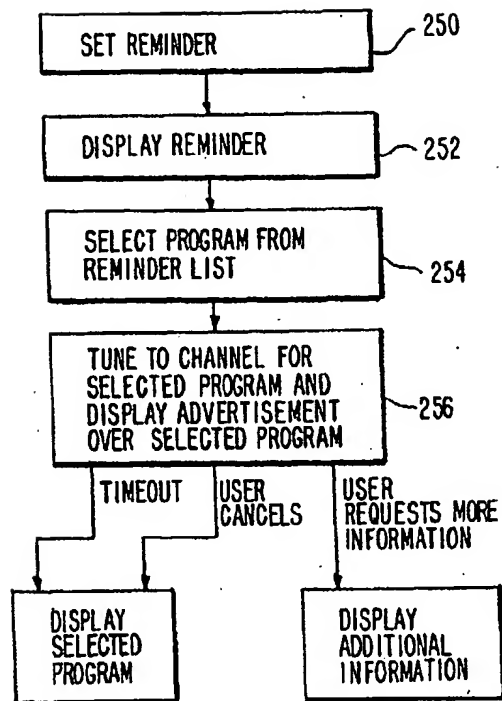 SET REMINDER
250
DISPLAY REMINDER
252
SELECT PROGRAM FROM
REMINDER LIST
254
TUNE TO CHANNEL FOR
SELECTED PROGRAM AND
DISPLAY ADVERTISEMENT
OVER SELECTED PROGRAM
256
TIMEOUT
USER
CANCELS
USER
REQUESTS MORE
INFORMATION
DISPLAY
SELECTED
PROGRAM
DISPLAY
ADDITIONAL
INFORMATION